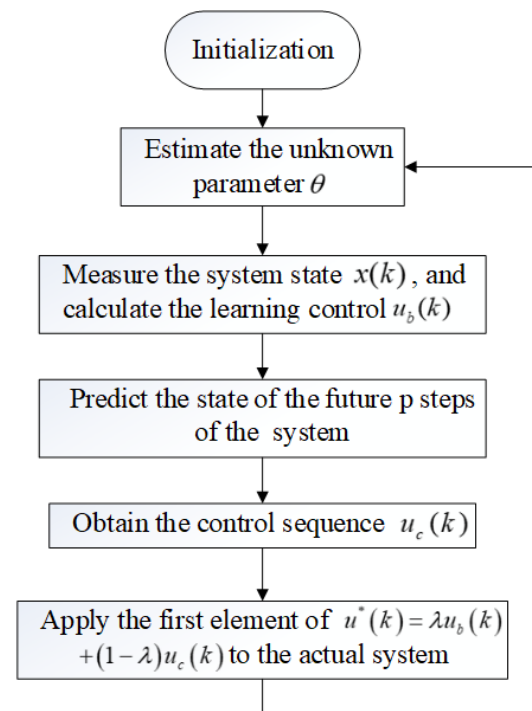 Initialization
Estimate the unknown
parameter θ
Measure the system state x(k), and
calculate the learning control u_b(k)
Predict the state of the future p steps
of the system
Obtain the control sequence u_c(k)
Apply the first element of u*(k)=λu_b(k)
+(1-λ)u_c(k) to the actual system